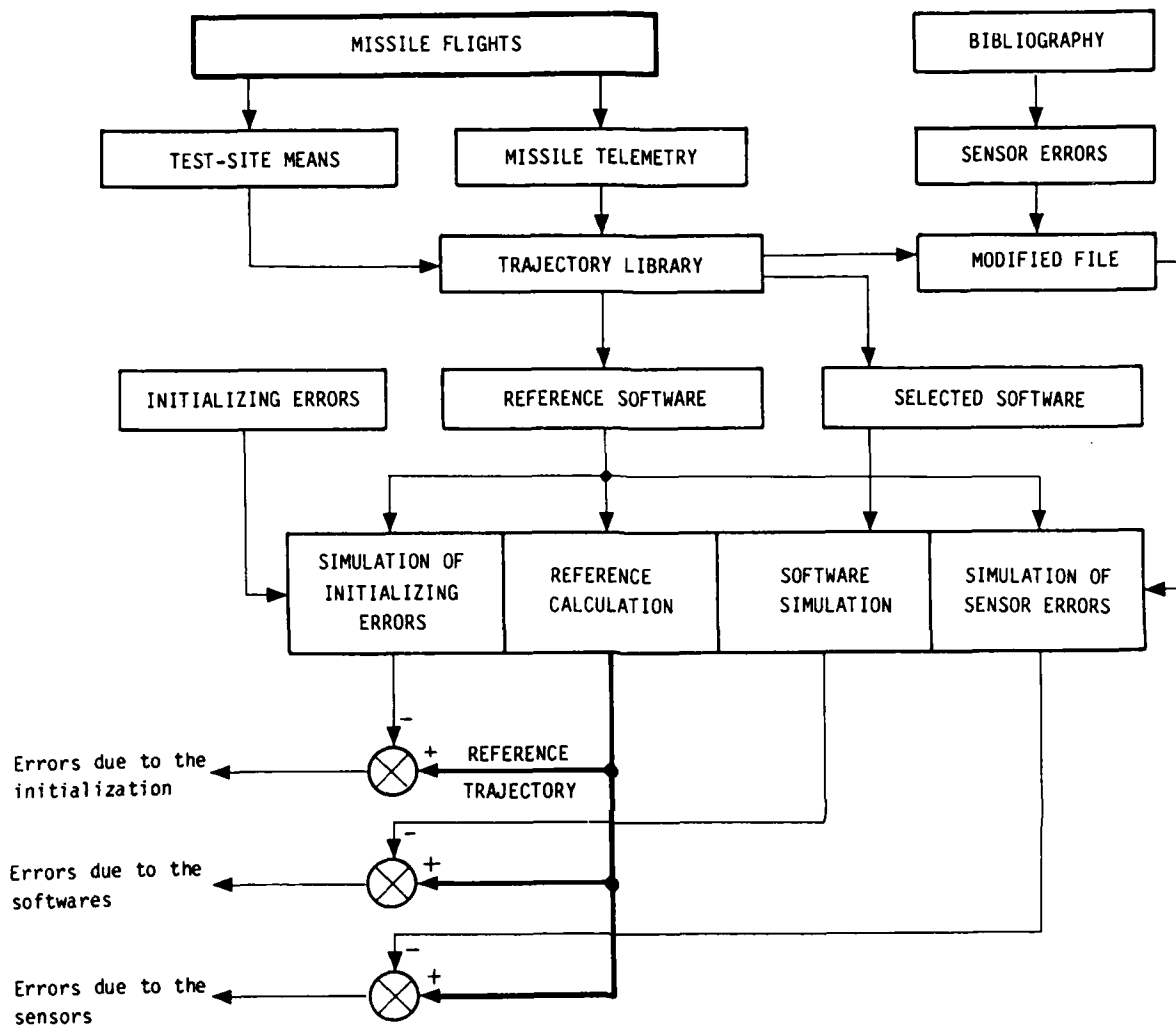 MISSILE FLIGHTS
BIBLIOGRAPHY
TEST-SITE MEANS
MISSILE TELEMETRY
SENSOR ERRORS
TRAJECTORY LIBRARY
MODIFIED FILE
INITIALIZING ERRORS
REFERENCE SOFTWARE
SELECTED SOFTWARE
SIMULATION OF
INITIALIZING
ERRORS
REFERENCE
CALCULATION
SOFTWARE
SIMULATION
SIMULATION OF
SENSOR ERRORS
-
+
REFERENCE
TRAJECTORY
Errors due to the
initialization
-
+
Errors due to the
softwares
-
+
Errors due to the
sensors